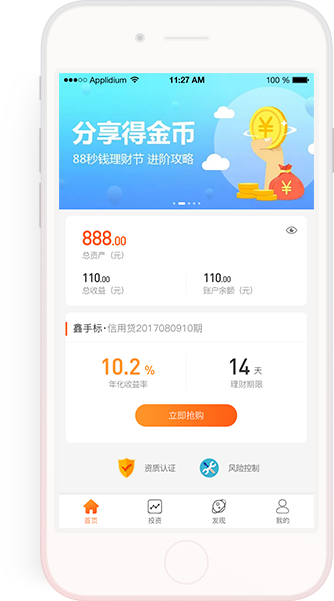 Applidium 11:27 AM 100 %
分享得金币
88秒钱理财节 进阶攻略
888.00
总资产（元）
110.00 110.00
总收益（元） 账户余额（元）
鑫手标·信用贷2017080910期
10.2 % 14 天
年化收益率 理财期限
立即抢购
资质认证 风险控制
首页 投资 发现 我的